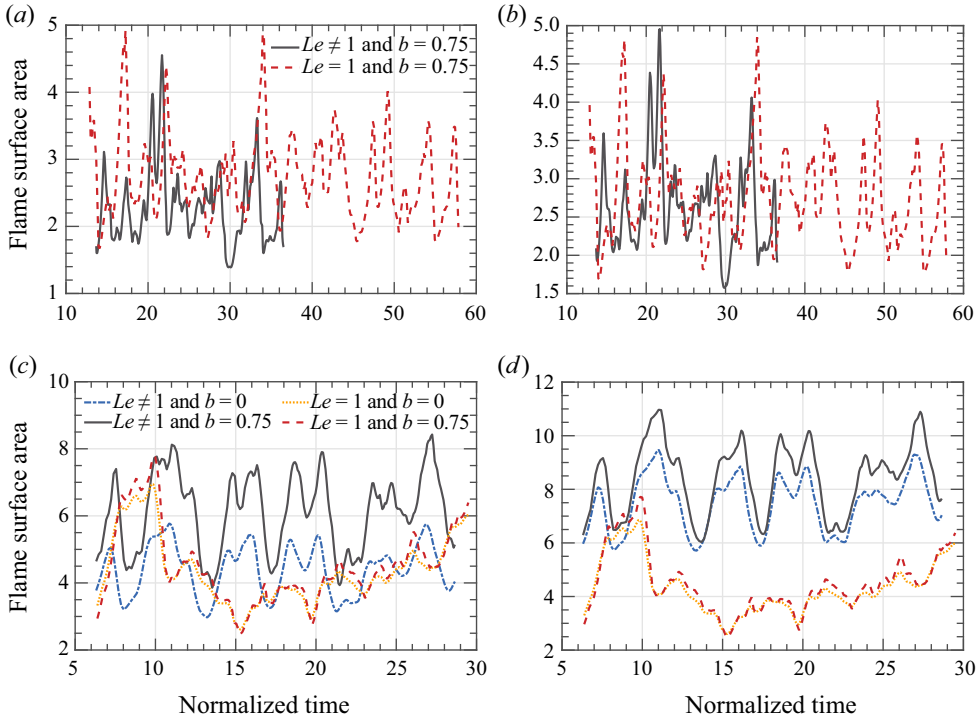 (a)
(b)
5
4
3
2
1
Flame surface area
Le ≠ 1 and b = 0.75
Le = 1 and b = 0.75
10 20 30 40 50 60
5.0
4.5
4.0
3.5
3.0
2.5
2.0
1.5
10 20 30 40 50 60
(c)
(d)
10
8
6
4
2
Flame surface area
Le ≠ 1 and b = 0 Le = 1 and b = 0
Le ≠ 1 and b = 0.75 Le = 1 and b = 0.75
5 10 15 20 25 30
Normalized time
12
10
8
6
4
2
5 10 15 20 25 30
Normalized time